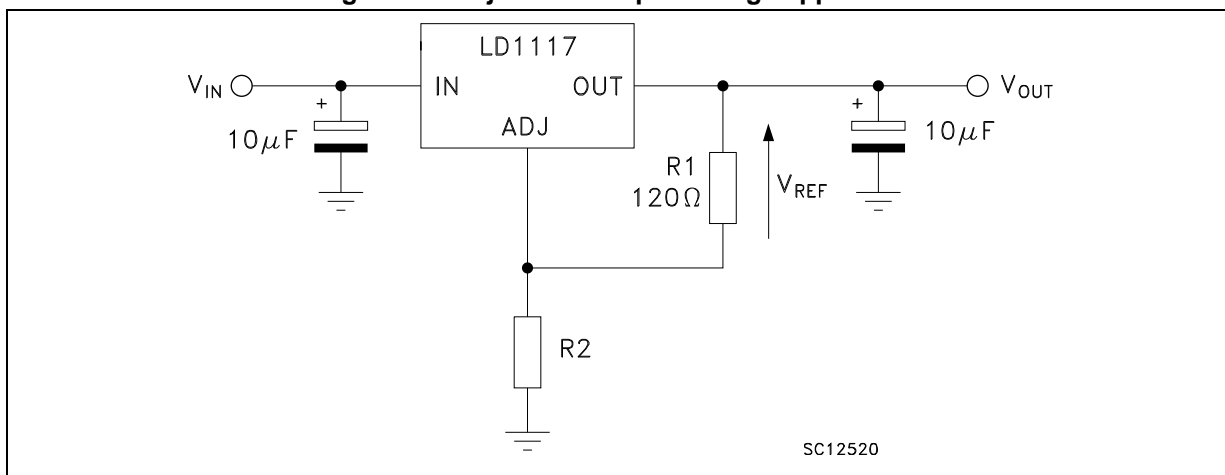 LD1117
V_IN
IN
OUT
V_OUT
ADJ
+
10μF
+
10μF
R1
120Ω
V_REF
R2
SC12520